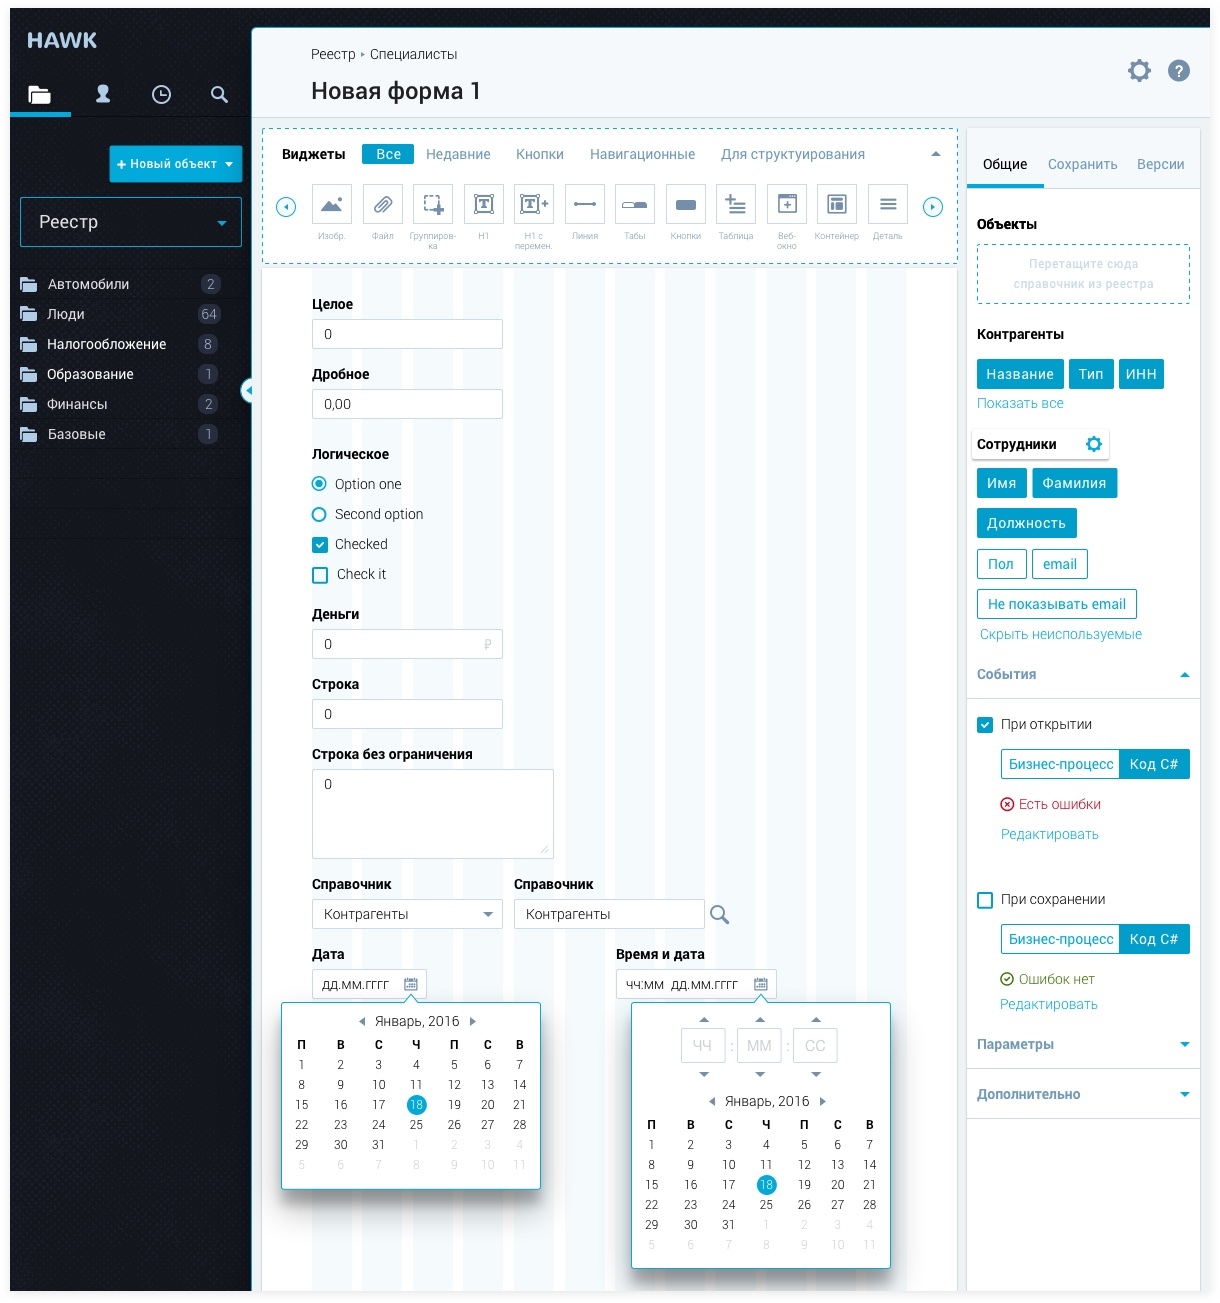 HAWK
+ Новый объект
Реестр
Автомобили 2
Люди 64
Налогообложение 8
Образование 1
Финансы 2
Базовые 1
Реестр • Специалисты
Новая форма 1
?
Виджеты Все Недавние Кнопки Навигационные Для структуирования
Изобр. Файл Группиров-
ка
H1 H1 с
перемен.
Линия Табы Кнопки Таблица Веб-
окно
Контейнер Деталь
Целое
0
Дробное
0,00
Логическое
Option one
Second option
Checked
Check it
Деньги
0 ₽
Строка
0
Строка без ограничения
0
Справочник Справочник
Контрагенты Контрагенты
Дата Время и дата
ДД.ММ.ГГГГ ЧЧ:ММ ДД.ММ.ГГГГ
Январь, 2016
П В С Ч П С В
1 2 3 4 5 6 7
8 9 10 11 12 13 14
15 16 17 18 19 20 21
22 23 24 25 26 27 28
29 30 31 1 2 3 4
5 6 7 8 9 10 11
ЧЧ : ММ : СС
Январь, 2016
П В С Ч П С В
1 2 3 4 5 6 7
8 9 10 11 12 13 14
15 16 17 18 19 20 21
22 23 24 25 26 27 28
29 30 31 1 2 3 4
5 6 7 8 9 10 11
Общие Сохранить Версии
Объекты
Перетащите сюда
справочник из реестра
Контрагенты
Название Тип ИНН
Показать все
Сотрудники
Имя Фамилия
Должность
Пол email
Не показывать email
Скрыть неиспользуемые
События
При открытии
Бизнес-процесс Код C#
Есть ошибки
Редактировать
При сохранении
Бизнес-процесс Код C#
Ошибок нет
Редактировать
Параметры
Дополнительно